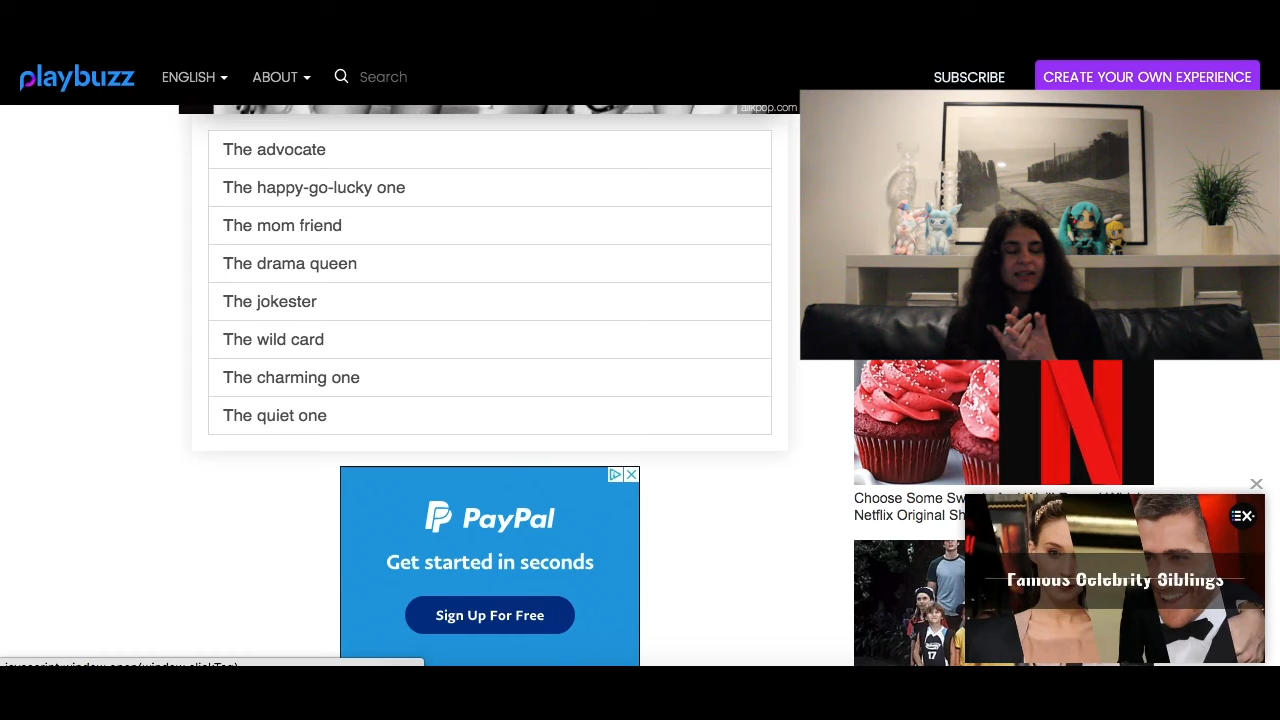 playbuzz
ENGLISH
ABOUT
Search
SUBSCRIBE
CREATE YOUR OWN EXPERIENCE
allkpop.com
The advocate
The happy-go-lucky one
The mom friend
The drama queen
The jokester
The wild card
The charming one
The quiet one
PayPal
Get started in seconds
Sign Up For Free
N
Choose Some
Netflix Original
Famous Celebrity Siblings
17